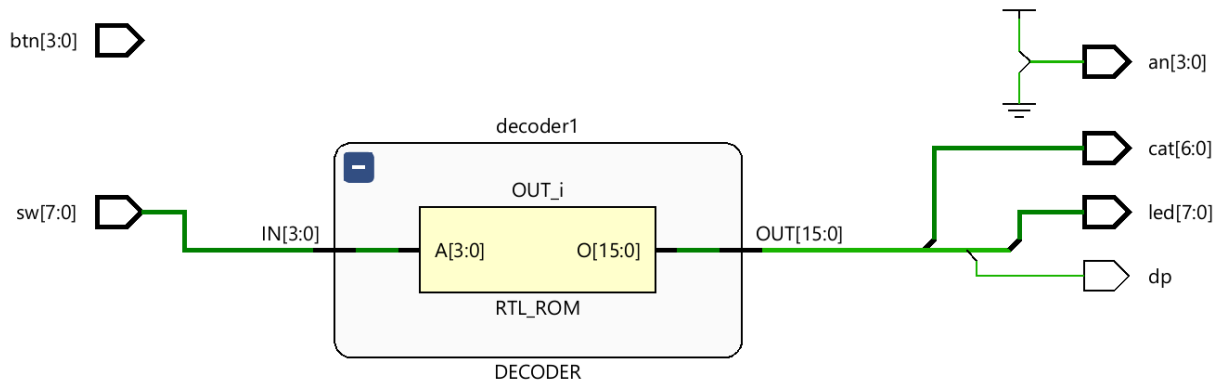 btn[3:0]
an[3:0]
decoder1
cat[6:0]
OUT_i
sw[7:0]
IN[3:0]
A[3:0]
O[15:0]
OUT[15:0]
led[7:0]
dp
RTL_ROM
DECODER